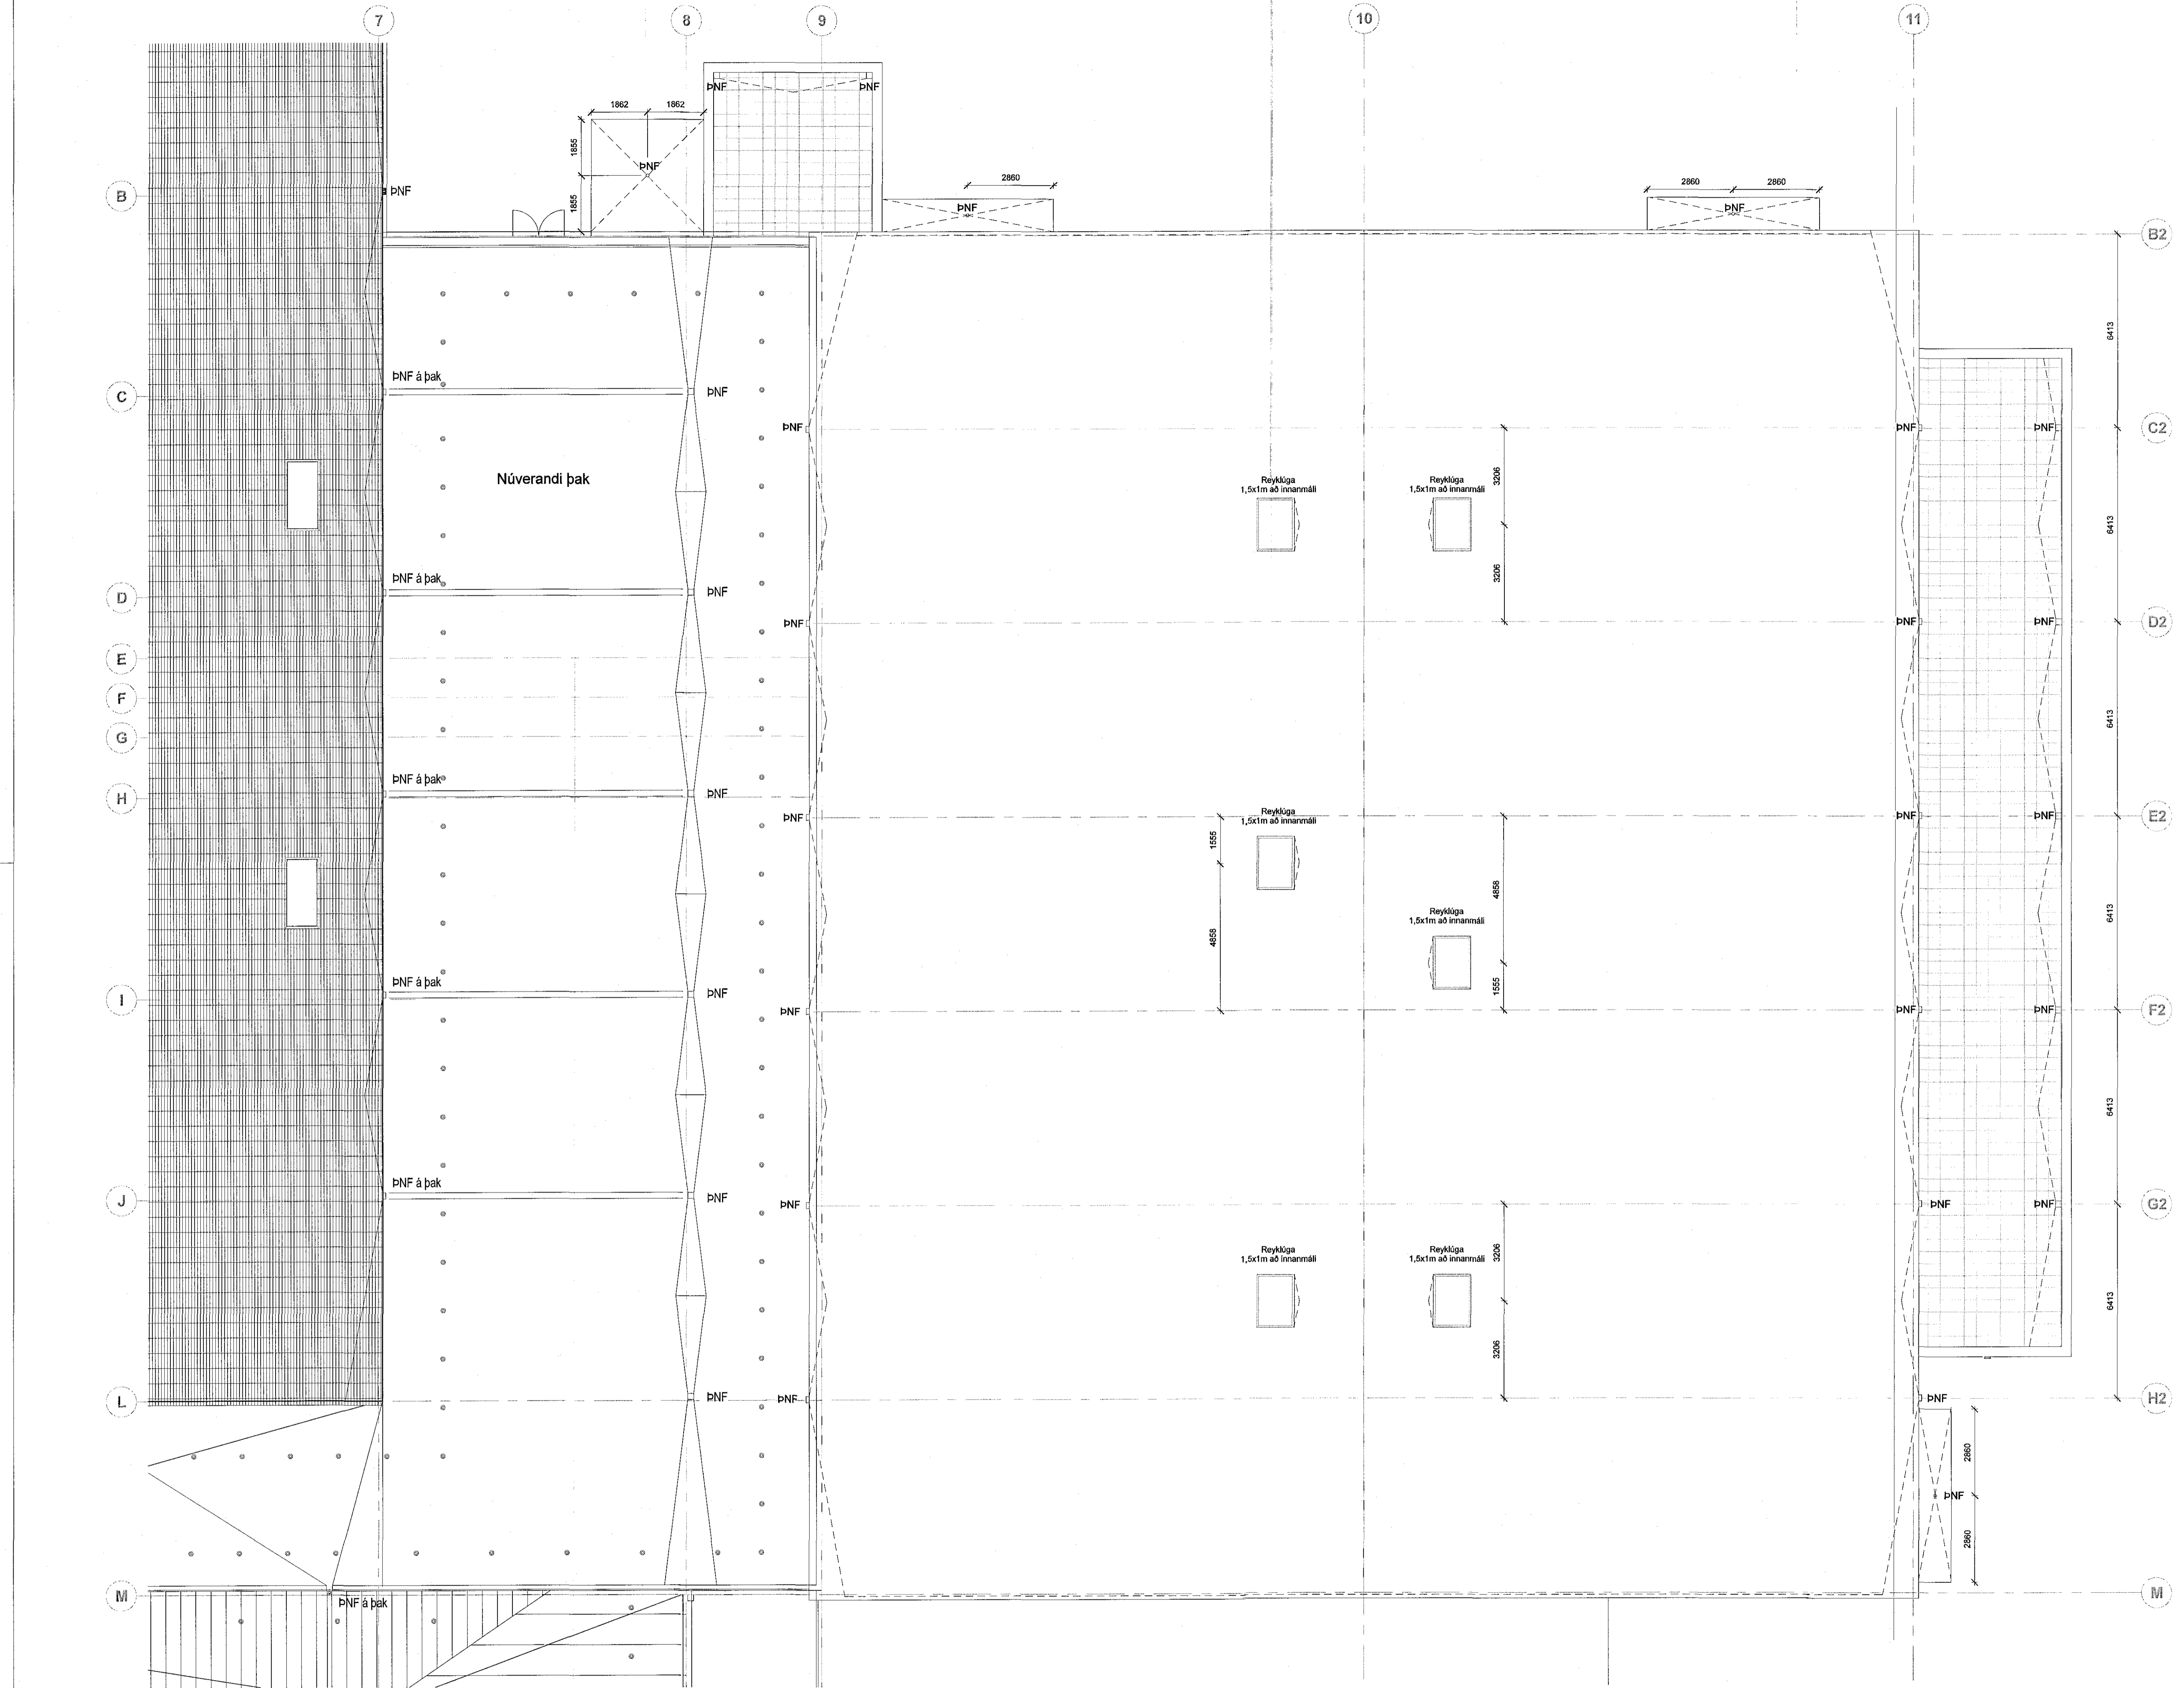 7 8 9 10 11
ÞNF ÞNF
1862 1862
1855
ÞNF
2860
2860 2860
B ÞNF
1855
ÞNF
ÞNF
B2
6413
ÞNF á þak
C ÞNF
ÞNF ÞNF ÞNF C2
Núverandi þak
Reyklúga Reyklúga
1,5x1m að innanmáli 1,5x1m að innanmáli
3206
6413
3206
ÞNF á þak
D ÞNF
ÞNF ÞNF ÞNF D2
E
F
6413
G
ÞNF á þak
H ÞNF
ÞNF ÞNF ÞNF E2
Reyklúga
1,5x1m að innanmáli
1555
4858
Reyklúga
1,5x1m að innanmáli
6413
4858
ÞNF á þak
1555
I ÞNF
ÞNF ÞNF ÞNF F2
6413
ÞNF á þak
J ÞNF
ÞNF ÞNF ÞNF G2
Reyklúga Reyklúga
1,5x1m að innanmáli 1,5x1m að innanmáli
3206
6413
3206
L ÞNF ÞNF ÞNF H2
2860
ÞNF
2860
M M
ÞNF á þak